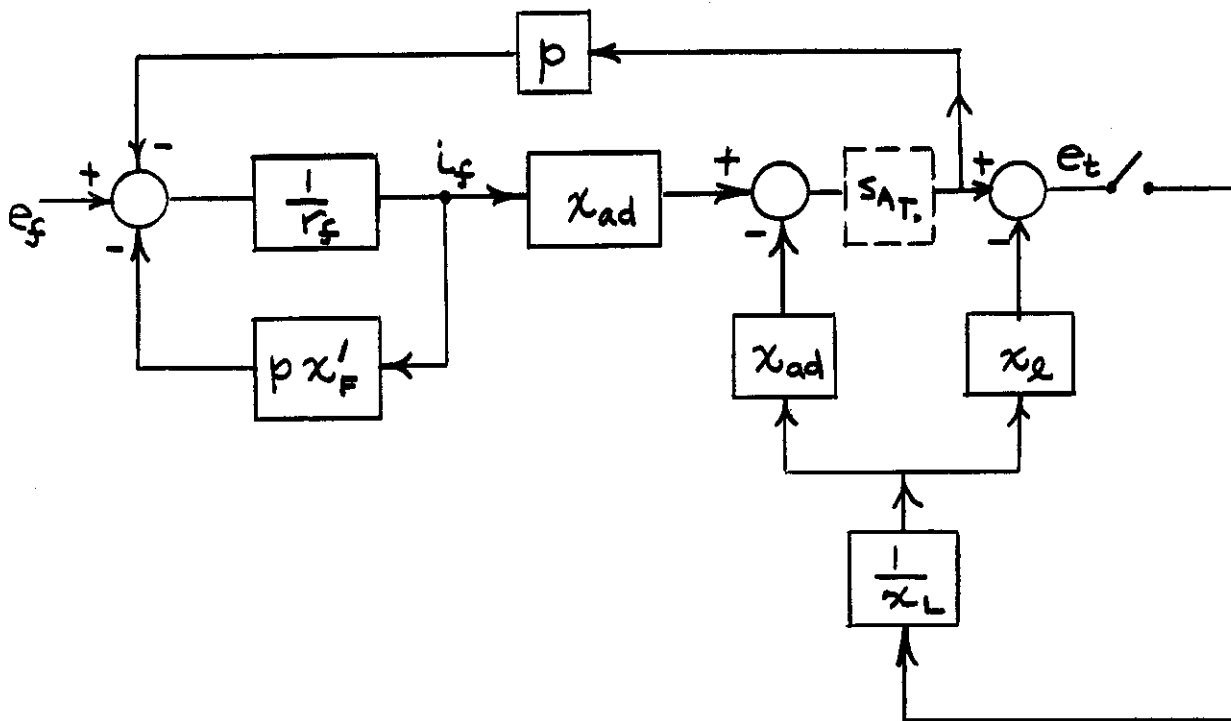 p
-
+
e_f
-
1/r_f
i_f
x_ad
+
-
S_AT.
+
-
e_t
p x'_F
x_ad
x_l
1/x_L